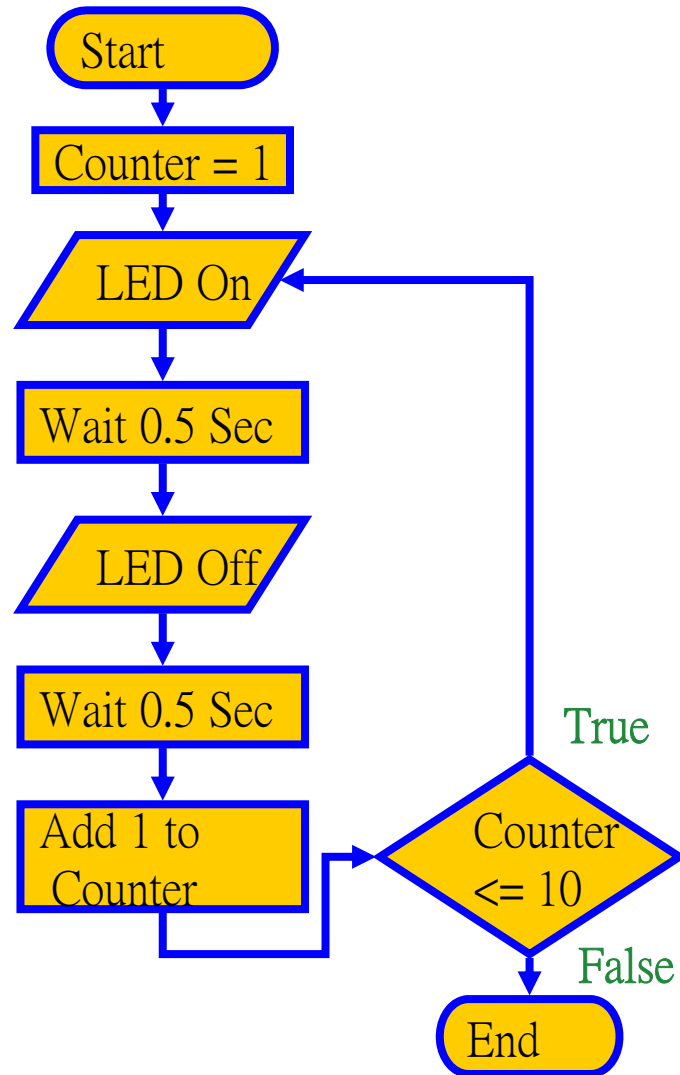 Start
Counter = 1
LED On
Wait 0.5 Sec
LED Off
Wait 0.5 Sec
Add 1 to
Counter
Counter
<= 10
True
False
End